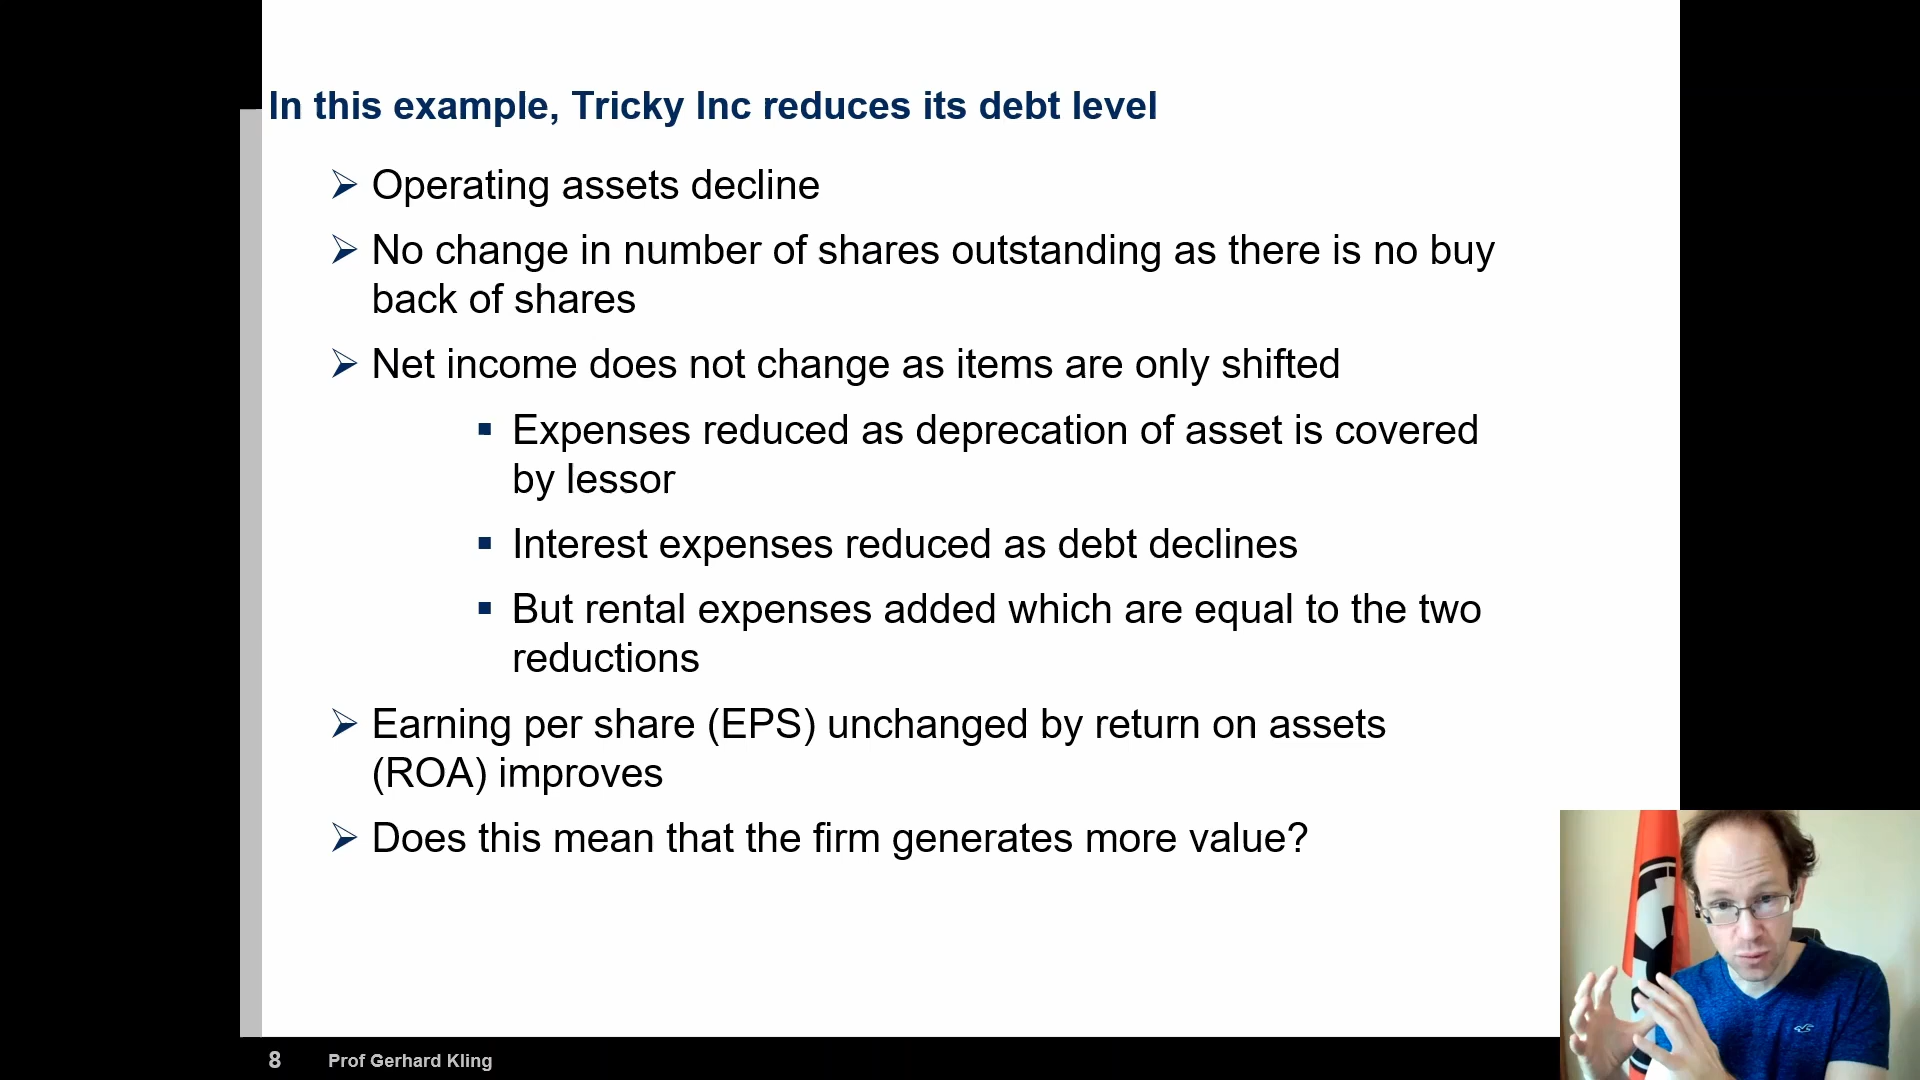 In this example, Tricky Inc reduces its debt level
Operating assets decline
No change in number of shares outstanding as there is no buy
back of shares
Net income does not change as items are only shifted
Expenses reduced as deprecation of asset is covered
by lessor
Interest expenses reduced as debt declines
But rental expenses added which are equal to the two
reductions
Earning per share (EPS) unchanged by return on assets
(ROA) improves
Does this mean that the firm generates more value?
8 Prof Gerhard Kling